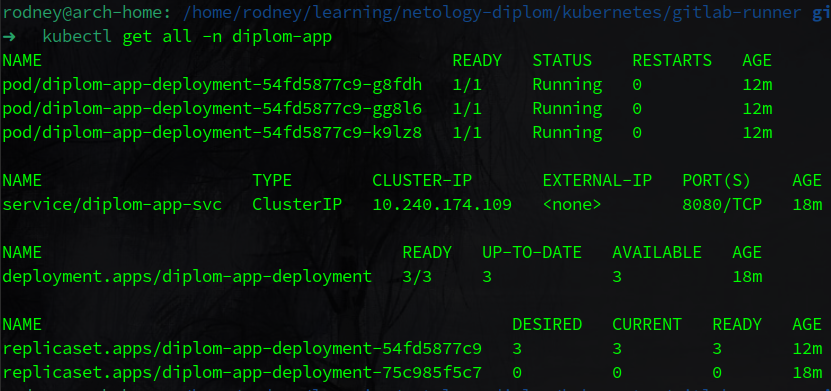 rodney@arch-home: /home/rodney/learning/netology-diplom/kubernetes/gitlab-runner gi
➜ kubectl get all -n diplom-app
NAME READY STATUS RESTARTS AGE
pod/diplom-app-deployment-54fd5877c9-g8fdh 1/1 Running 0 12m
pod/diplom-app-deployment-54fd5877c9-gg8l6 1/1 Running 0 12m
pod/diplom-app-deployment-54fd5877c9-k9lz8 1/1 Running 0 12m
NAME TYPE CLUSTER-IP EXTERNAL-IP PORT(S) AGE
service/diplom-app-svc ClusterIP 10.240.174.109 <none> 8080/TCP 18m
NAME READY UP-TO-DATE AVAILABLE AGE
deployment.apps/diplom-app-deployment 3/3 3 3 18m
NAME DESIRED CURRENT READY AGE
replicaset.apps/diplom-app-deployment-54fd5877c9 3 3 3 12m
replicaset.apps/diplom-app-deployment-75c985f5c7 0 0 0 18m